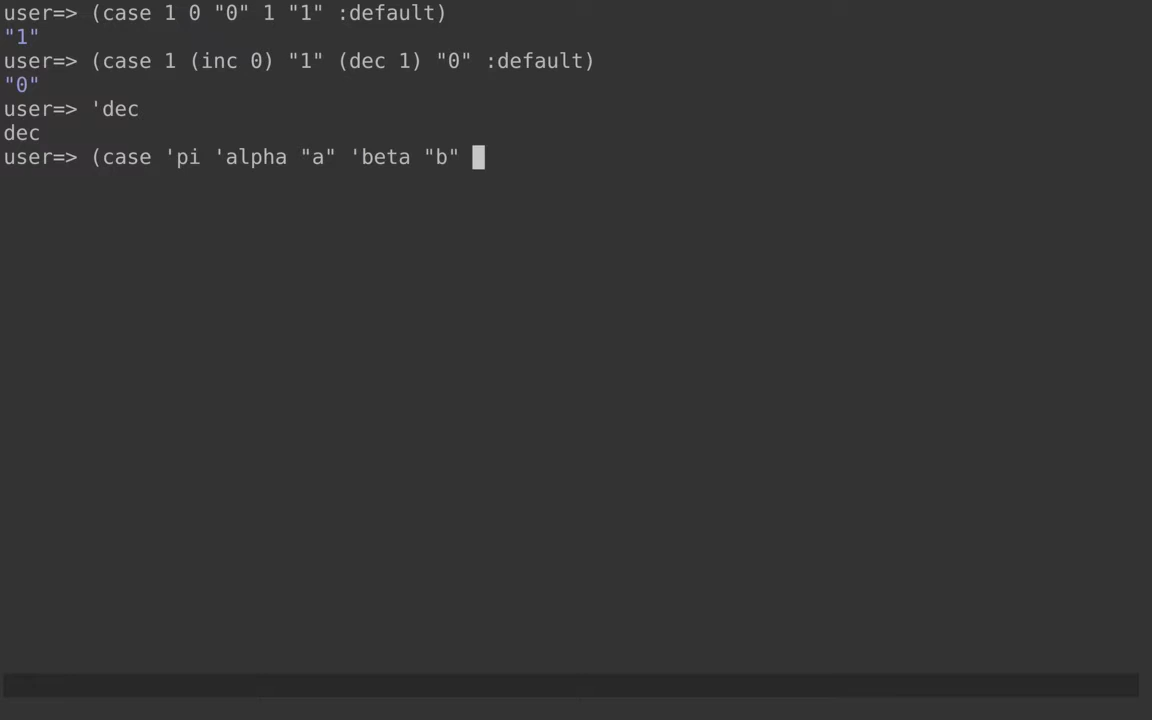 user=> (case 1 0 "0" 1 "1" :default)
"1"
user=> (case 1 (inc 0) "1" (dec 1) "0" :default)
"0"
user=> 'dec
dec
user=> (case 'pi 'alpha "a" 'beta "b"